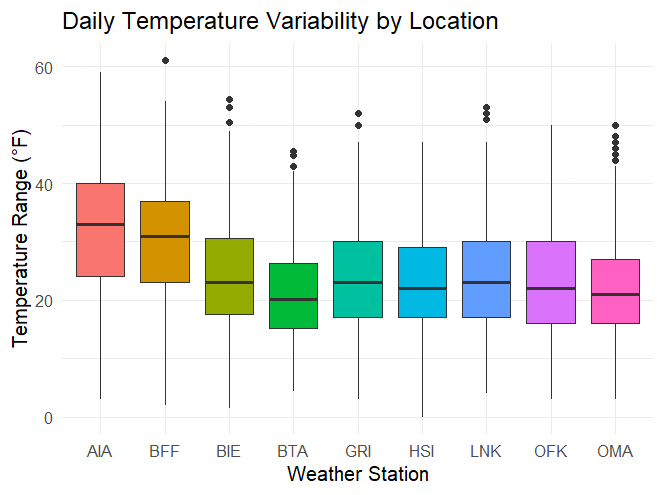 Daily Temperature Variability by Location
Temperature Range (°F)
60
40
20
0
AIA BFF BIE BTA GRI HSI LNK OFK OMA
Weather Station